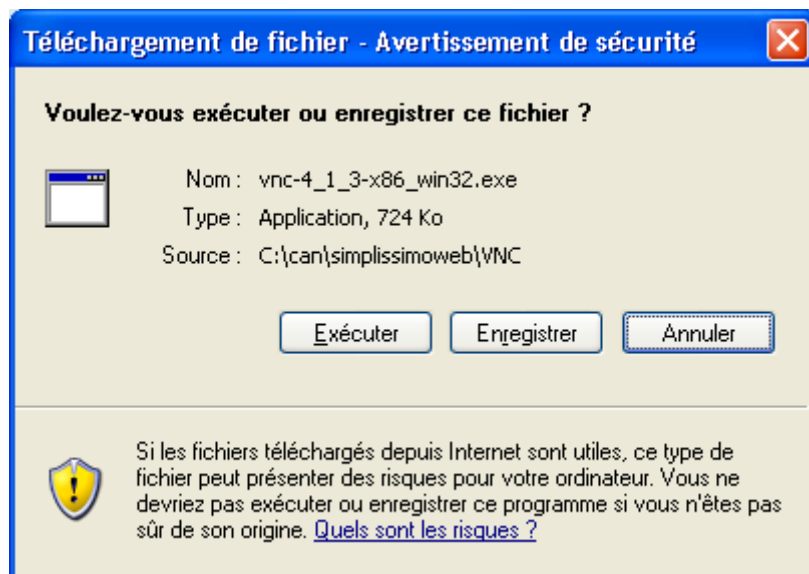 Téléchargement de fichier - Avertissement de sécurité
Voulez-vous exécuter ou enregistrer ce fichier ?
Nom : vnc-4_1_3-x86_win32.exe
Type : Application, 724 Ko
Source : C:\can\simplissimoweb\VNC
Exécuter Enregistrer Annuler
Si les fichiers téléchargés depuis Internet sont utiles, ce type de
fichier peut présenter des risques pour votre ordinateur. Vous ne
devriez pas exécuter ou enregistrer ce programme si vous n'êtes pas
sûr de son origine. Quels sont les risques ?